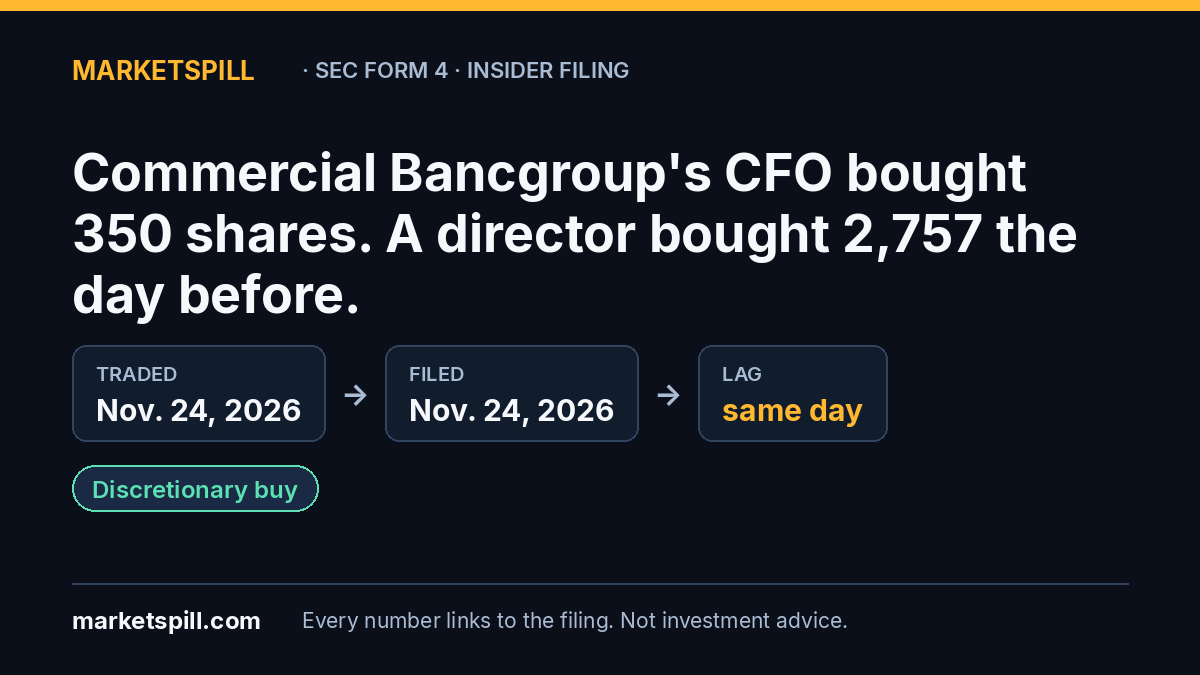 MARKETSPILL · SEC FORM 4 · INSIDER FILING
Commercial Bancgroup's CFO bought
350 shares. A director bought 2,757 the
day before.
TRADED
Nov. 24, 2026
→
FILED
Nov. 24, 2026
→
LAG
same day
Discretionary buy
marketspill.com Every number links to the filing. Not investment advice.